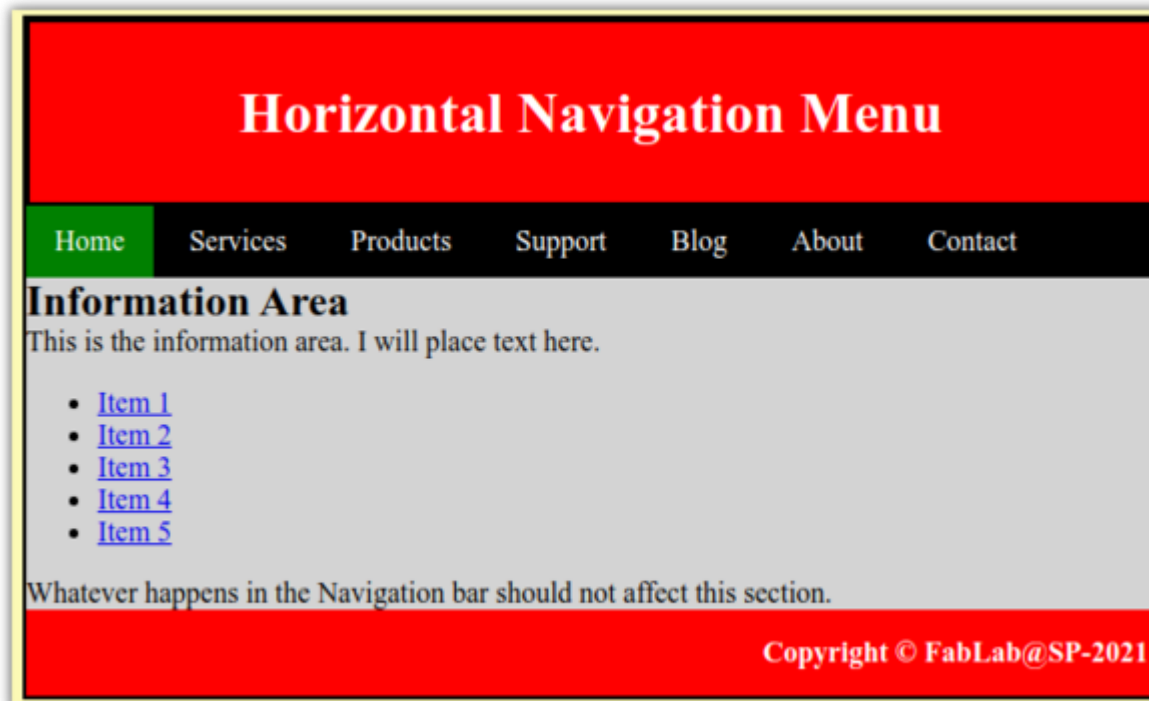 Horizontal Navigation Menu
Home Services Products Support Blog About Contact
Information Area
This is the information area. I will place text here.
Item 1
Item 2
Item 3
Item 4
Item 5
Whatever happens in the Navigation bar should not affect this section.
Copyright © FabLab@SP-2021